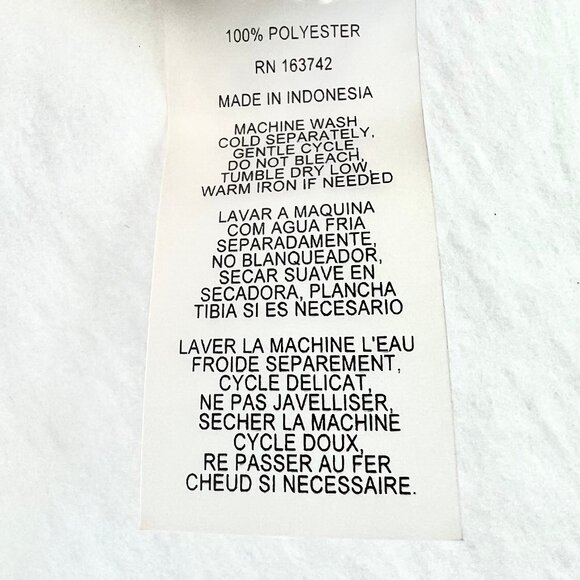 100% POLYESTER
RN 163742
MADE IN INDONESIA
MACHINE WASH
COLD SEPARATELY,
GENTLE CYCLE,
DO NOT BLEACH,
TUMBLE DRY LOW,
WARM IRON IF NEEDED
LAVAR A MAQUINA
COM AGUA FRIA
SEPARADAMENTE,
NO BLANQUEADOR,
SECAR SUAVE EN
SECADORA, PLANCHA
TIBIA SI ES NECESARIO
LAVER LA MACHINE L'EAU
FROIDE SEPAREMENT,
CYCLE DELICAT,
NE PAS JAVELLISER,
SECHER LA MACHINE
CYCLE DOUX,
RE PASSER AU FER
CHEUD SI NECESSAIRE.